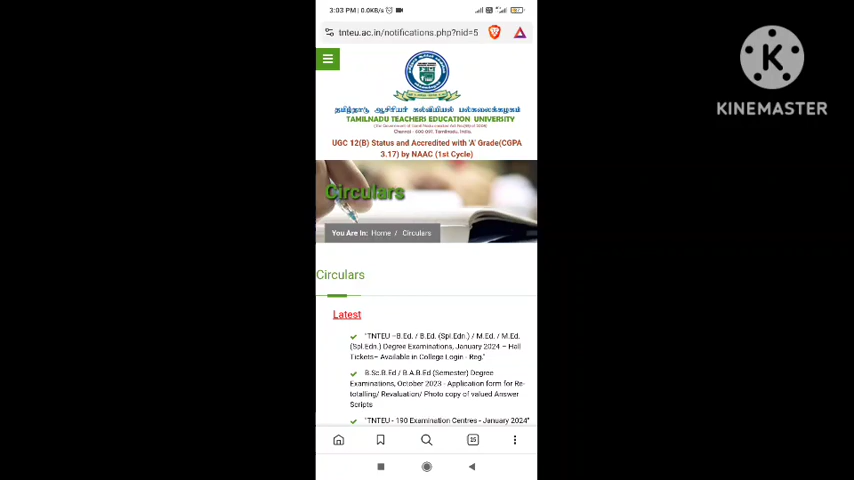 3:03 PM | 0.0KB/s
tnteu.ac.in/notifications.php?nid=5
தமிழ்நாடு ஆசிரியர் கல்வியியல் பல்கலைக்கழகம்
TAMILNADU TEACHERS EDUCATION UNIVERSITY
Chennai - 600 097, Tamilnadu, India.
UGC 12(B) Status and Accredited with 'A' Grade(CGPA
3.17) by NAAC (1st Cycle)
Circulars
You Are In: Home / Circulars
Circulars
Latest
"TNTEU –B.Ed. / B.Ed. (Spl.Edn.) / M.Ed. / M.Ed.
(Spl.Edn.) Degree Examinations, January 2024 – Hall
Tickets– Available in College Login - Reg."
B.Sc.B.Ed / B.A.B.Ed (Semester) Degree
Examinations, October 2023 - Application form for Re-
totalling/ Revaluation/ Photo copy of valued Answer
Scripts
"TNTEU - 190 Examination Centres - January 2024"
K
KINEMASTER